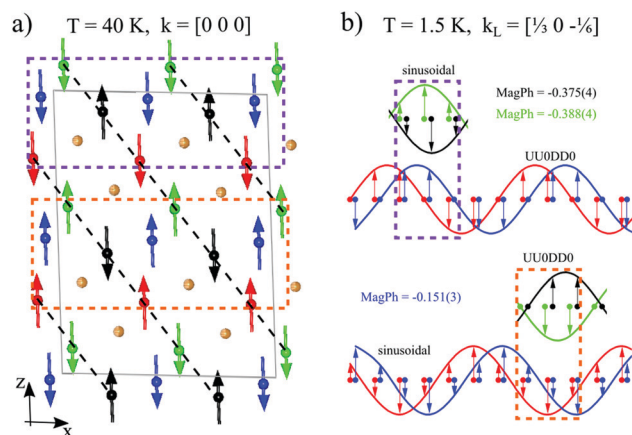 a) T = 40 K, k = [0 0 0]
z
x
b) T = 1.5 K, k_L = [⅓ 0 -⅙]
sinusoidal
MagPh = -0.375(4)
MagPh = -0.388(4)
UU0DD0
UU0DD0
MagPh = -0.151(3)
sinusoidal